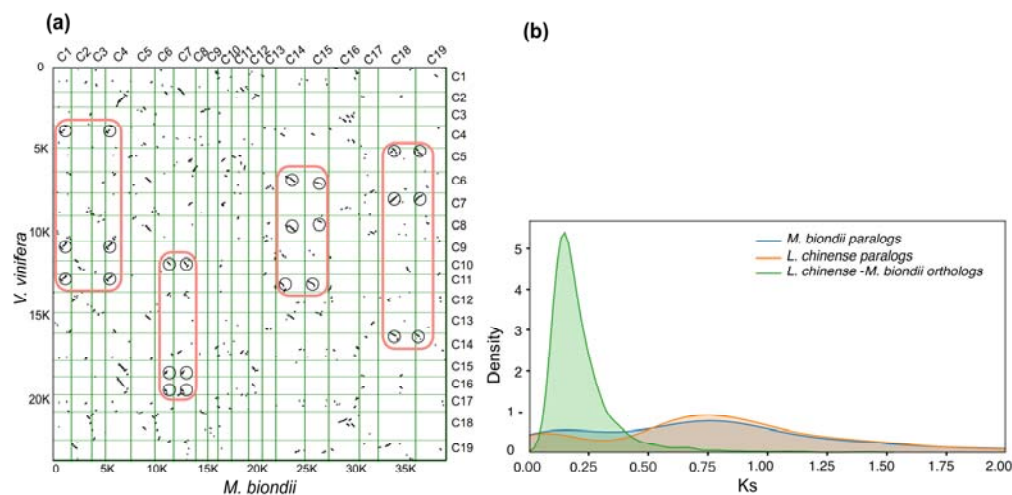 (a)
C1 C2 C3 C4 C5 C6 C7 C8 C9 C10 C11 C12 C13 C14 C15 C16 C17 C18 C19
0
5K
10K
15K
20K
V. vinifera
C1
C2
C3
C4
C5
C6
C7
C8
C9
C10
C11
C12
C13
C14
C15
C16
C17
C18
C19
0 5K 10K 15K 20K 25K 30K 35K
M. biondii
(b)
M. biondii paralogs
L. chinense paralogs
L. chinense -M. biondii orthologs
5
4
3
2
1
0
Density
0.00 0.25 0.50 0.75 1.00 1.25 1.50 1.75 2.00
Ks